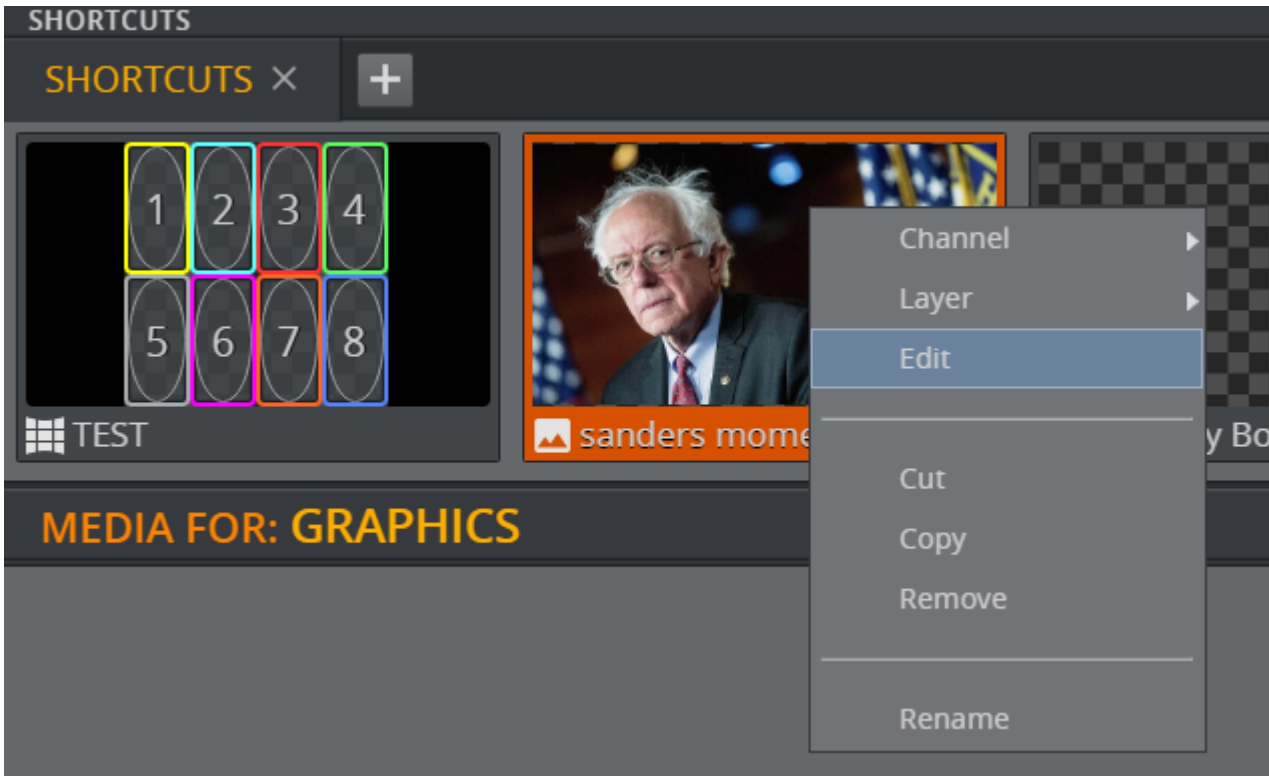 SHORTCUTS
SHORTCUTS ×
+
1 2 3 4
5 6 7 8
TEST
sanders mome
y Bo
MEDIA FOR: GRAPHICS
Channel
Layer
Edit
Cut
Copy
Remove
Rename